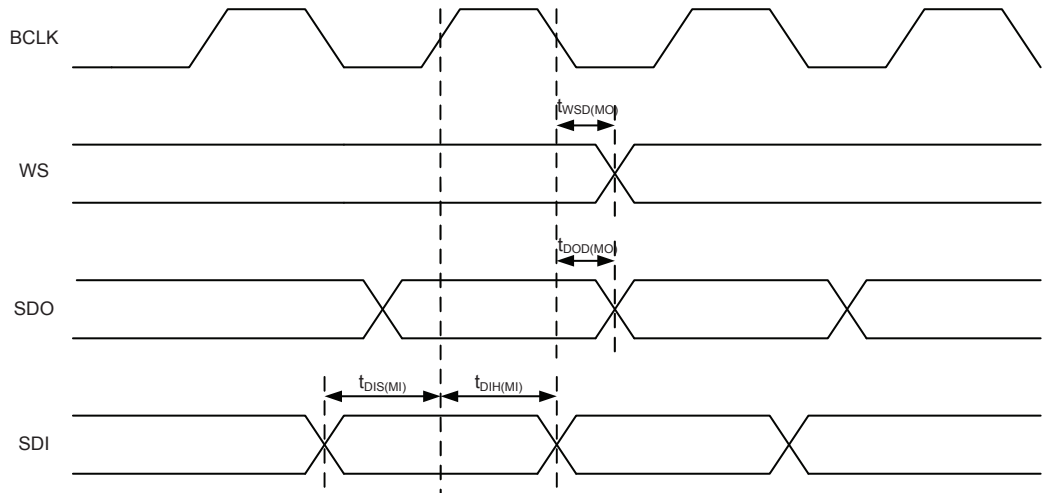 BCLK
tWSD(MO)
WS
tDOD(MO)
SDO
tDIS(MI) tDIH(MI)
SDI